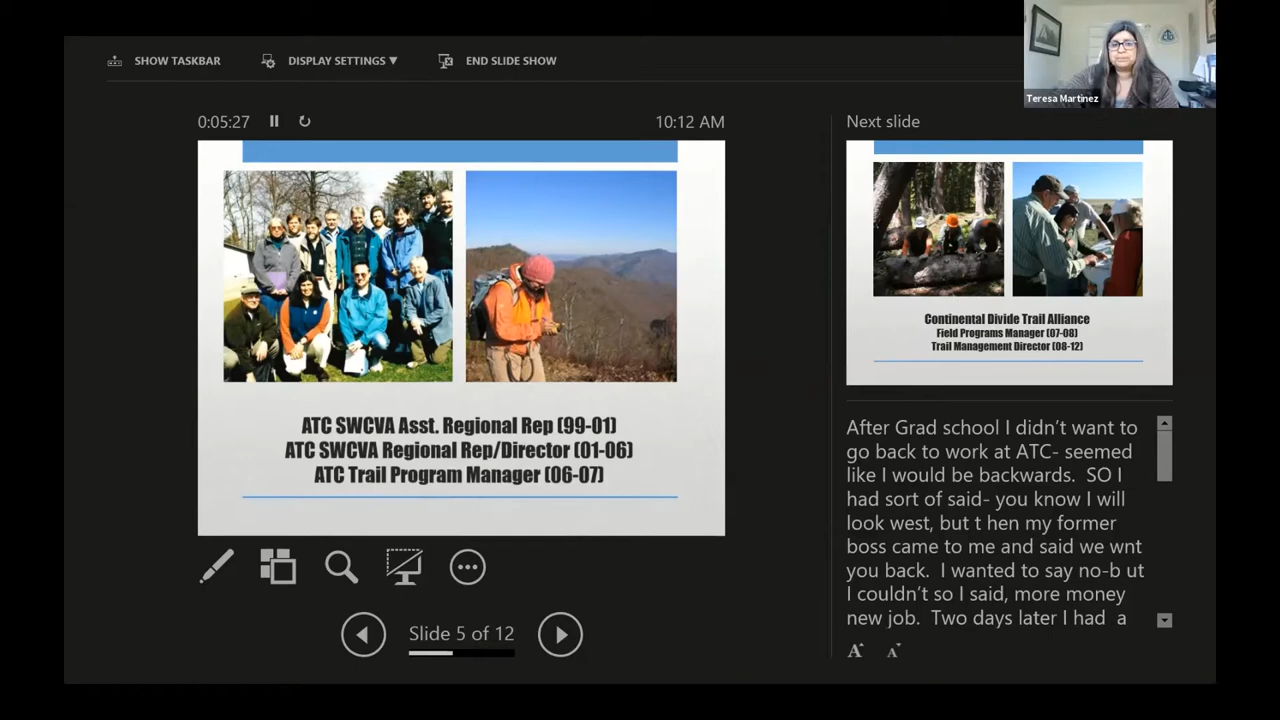 SHOW TASKBAR
DISPLAY SETTINGS ▼
END SLIDE SHOW
Teresa Martinez
0:05:27
10:12 AM
ATC SWCVA Asst. Regional Rep (99-01)
ATC SWCVA Regional Rep/Director (01-06)
ATC Trail Program Manager (06-07)
Slide 5 of 12
Next slide
Continental Divide Trail Alliance
Field Programs Manager (07-08)
Trail Management Director (08-12)
After Grad school I didn't want to
go back to work at ATC- seemed
like I would be backwards.  SO I
had sort of said- you know I will
look west, but t hen my former
boss came to me and said we wnt
you back.  I wanted to say no-b ut
I couldn't so I said, more money
new job.  Two days later I had  a
A A